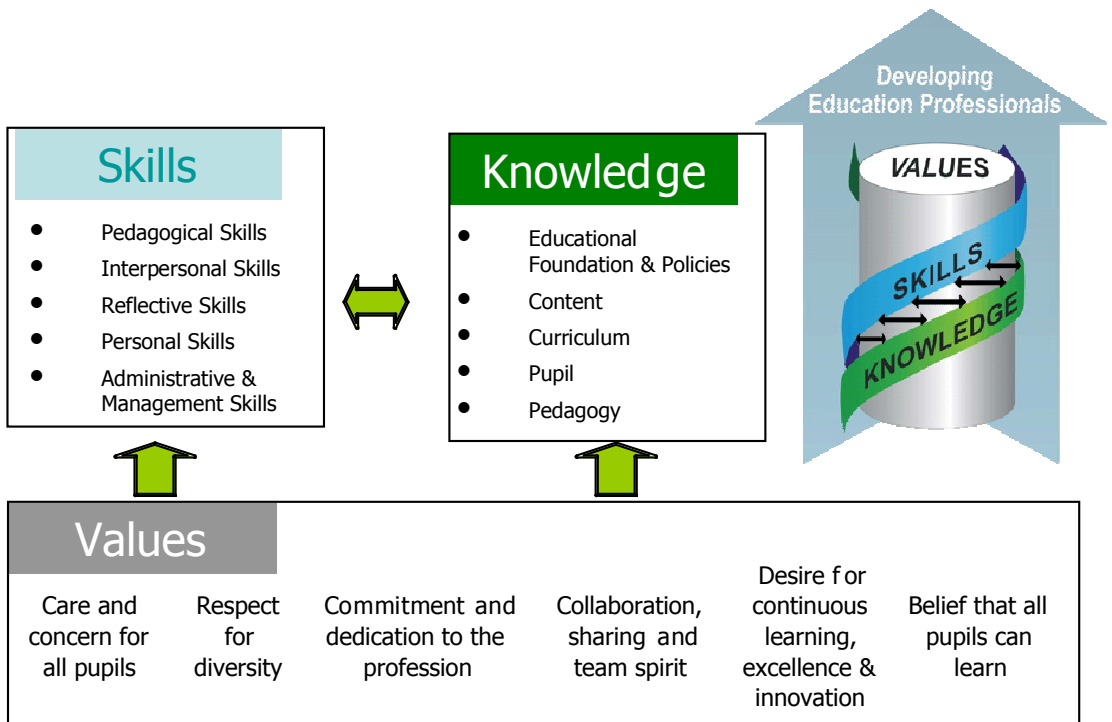 Developing
Education Professionals
VALUES
SKILLS
KNOWLEDGE
Skills
• Pedagogical Skills
• Interpersonal Skills
• Reflective Skills
• Personal Skills
• Administrative &
Management Skills
Knowledge
• Educational
Foundation & Policies
• Content
• Curriculum
• Pupil
• Pedagogy
Values
Care and
concern for
all pupils
Respect
for
diversity
Commitment and
dedication to the
profession
Collaboration,
sharing and
team spirit
Desire for
continuous
learning,
excellence &
innovation
Belief that all
pupils can
learn